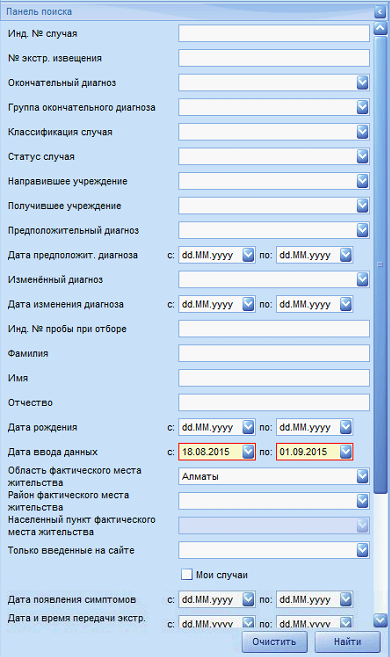 Панель поиска
Инд. № случая
№ экстр. извещения
Окончательный диагноз
Группа окончательного диагноза
Классификация случая
Статус случая
Направившее учреждение
Получившее учреждение
Предположительный диагноз
Дата предположит. диагноза с: dd.MM.yyyy по: dd.MM.yyyy
Изменённый диагноз
Дата изменения диагноза с: dd.MM.yyyy по: dd.MM.yyyy
Инд. № пробы при отборе
Фамилия
Имя
Отчество
Дата рождения с: dd.MM.yyyy по: dd.MM.yyyy
Дата ввода данных с: 18.08.2015 по: 01.09.2015
Область фактического места
жительства
Алматы
Район фактического места
жительства
Населенный пункт фактического
места жительства
Только введенные на сайте
Мои случаи
Дата появления симптомов с: dd.MM.yyyy по: dd.MM.yyyy
Дата и время передачи экстр. с: dd.MM.yyyy по: dd.MM.yyyy
Очистить Найти